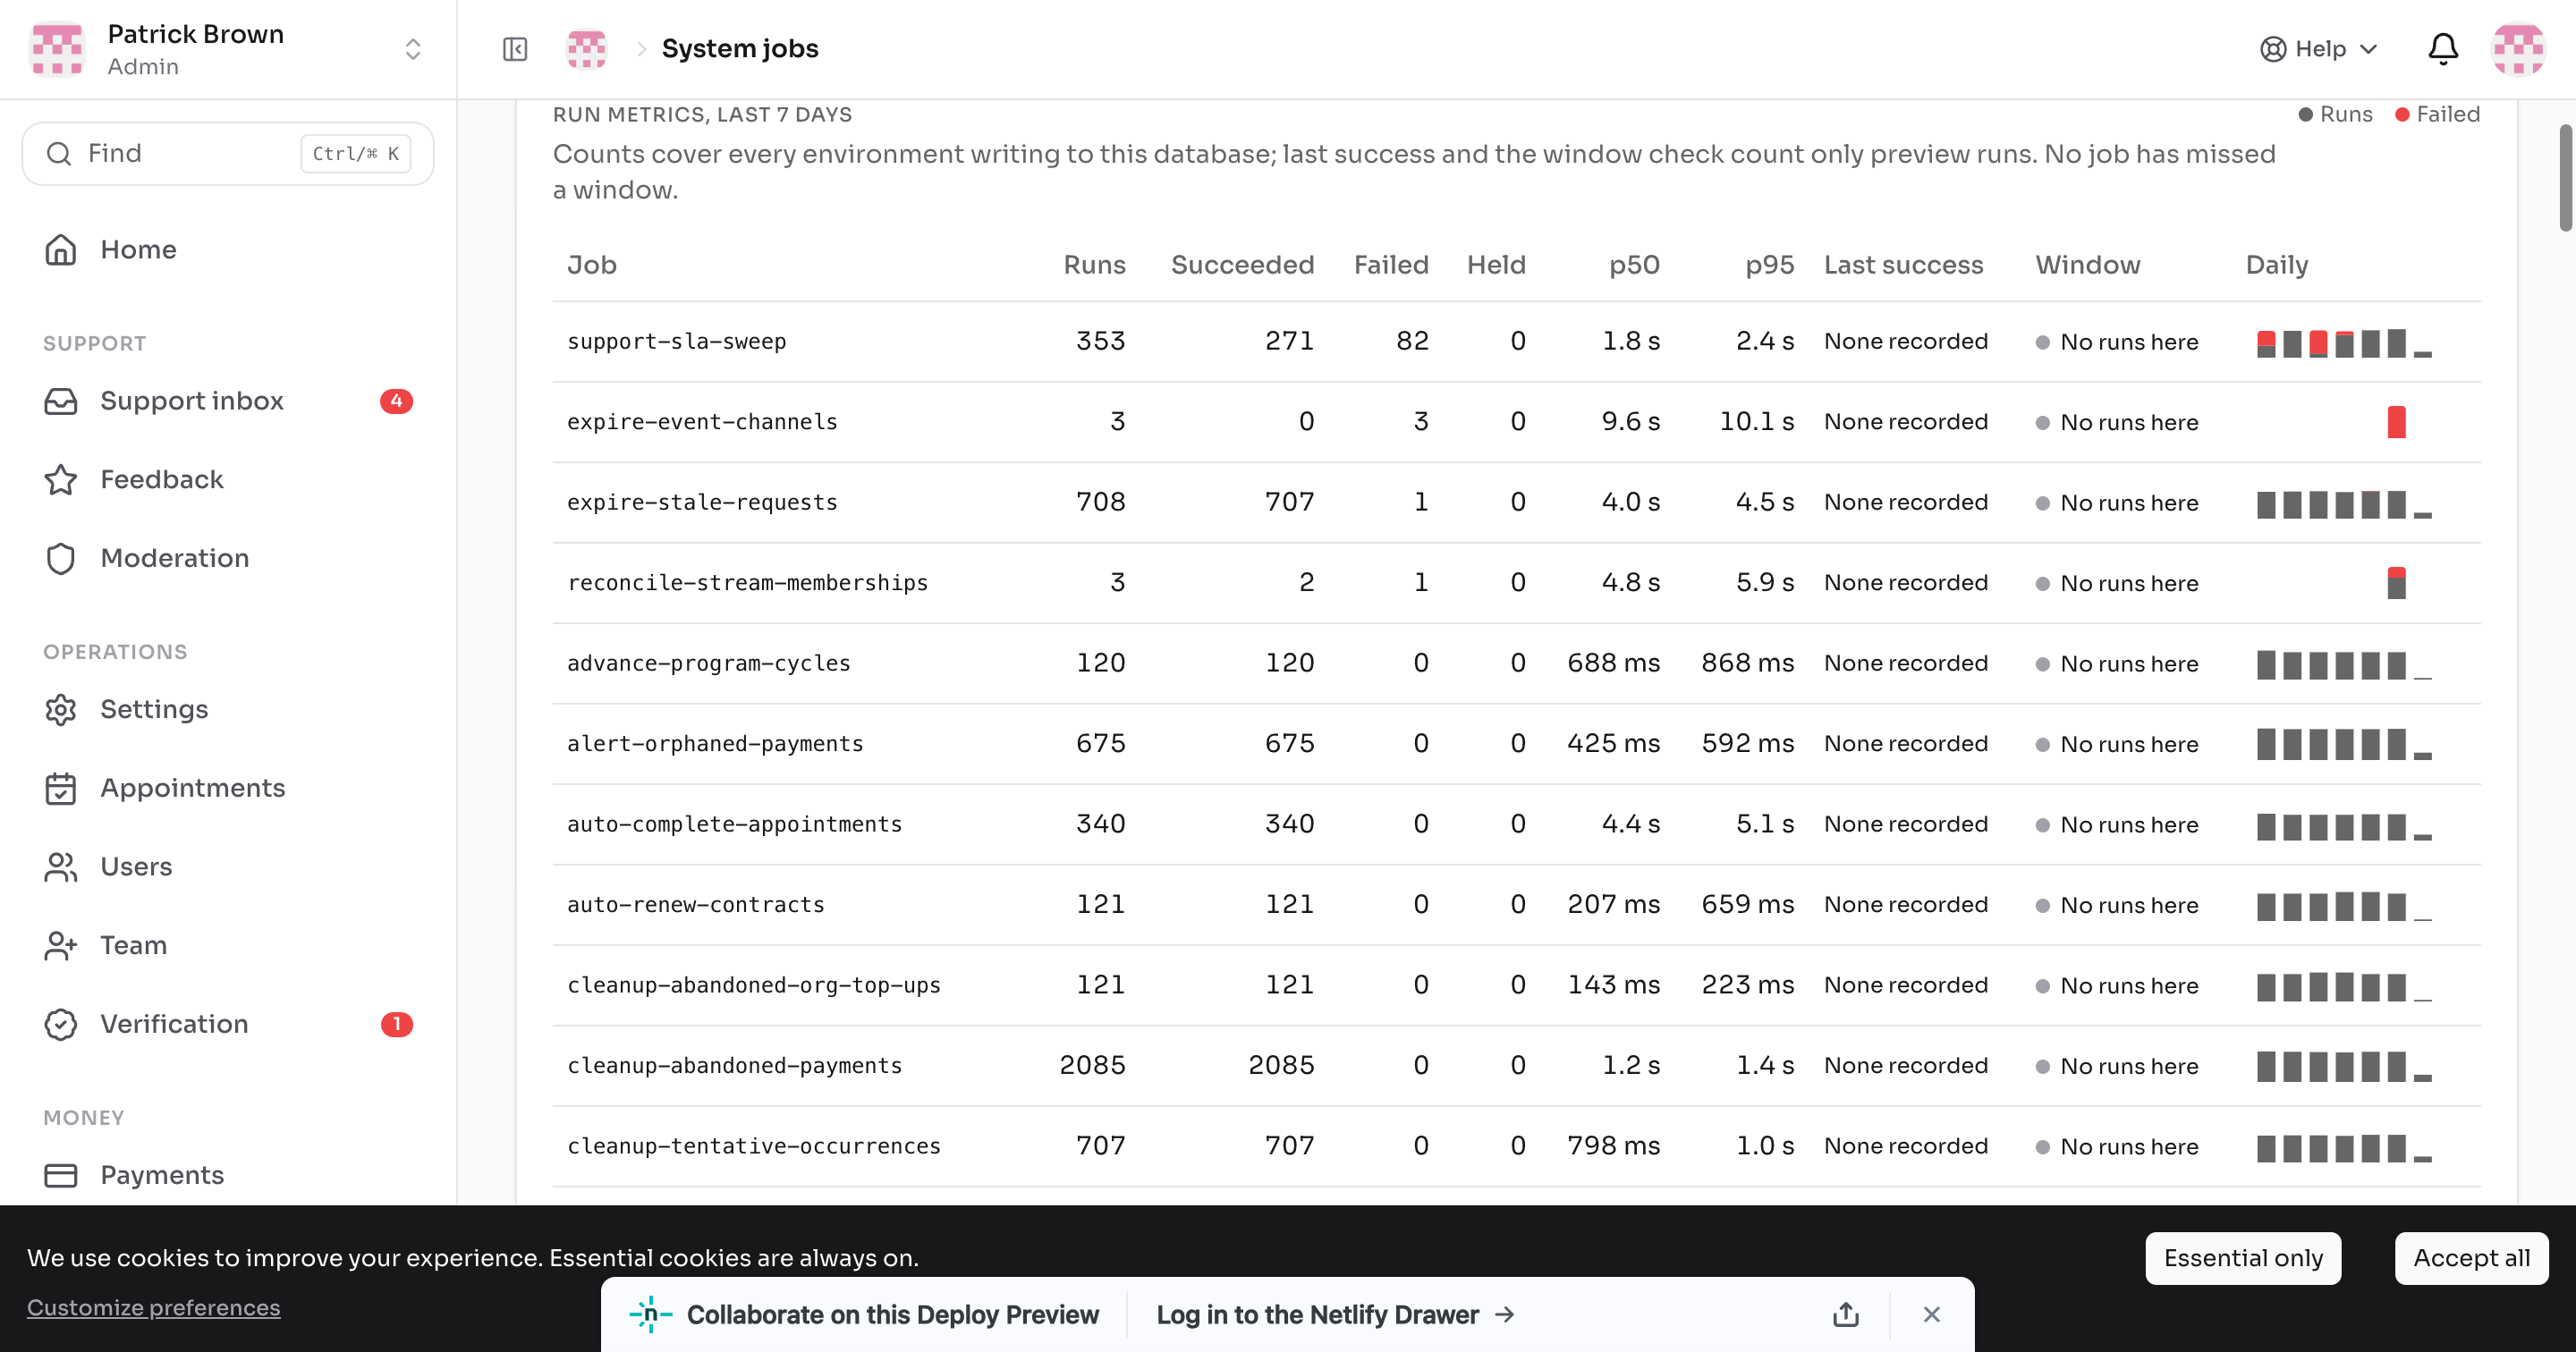 Patrick Brown
Admin
System jobs
Help
Find
Ctrl/⌘ K
Home
SUPPORT
Support inbox 4
Feedback
Moderation
OPERATIONS
Settings
Appointments
Users
Team
Verification 1
MONEY
Payments
RUN METRICS, LAST 7 DAYS
Runs Failed
Counts cover every environment writing to this database; last success and the window check count only preview runs. No job has missed
a window.
Job Runs Succeeded Failed Held p50 p95 Last success Window Daily
support-sla-sweep 353 271 82 0 1.8 s 2.4 s None recorded No runs here
expire-event-channels 3 0 3 0 9.6 s 10.1 s None recorded No runs here
expire-stale-requests 708 707 1 0 4.0 s 4.5 s None recorded No runs here
reconcile-stream-memberships 3 2 1 0 4.8 s 5.9 s None recorded No runs here
advance-program-cycles 120 120 0 0 688 ms 868 ms None recorded No runs here
alert-orphaned-payments 675 675 0 0 425 ms 592 ms None recorded No runs here
auto-complete-appointments 340 340 0 0 4.4 s 5.1 s None recorded No runs here
auto-renew-contracts 121 121 0 0 207 ms 659 ms None recorded No runs here
cleanup-abandoned-org-top-ups 121 121 0 0 143 ms 223 ms None recorded No runs here
cleanup-abandoned-payments 2085 2085 0 0 1.2 s 1.4 s None recorded No runs here
cleanup-tentative-occurrences 707 707 0 0 798 ms 1.0 s None recorded No runs here
We use cookies to improve your experience. Essential cookies are always on.
Customize preferences
Essential only
Accept all
Collaborate on this Deploy Preview
Log in to the Netlify Drawer →